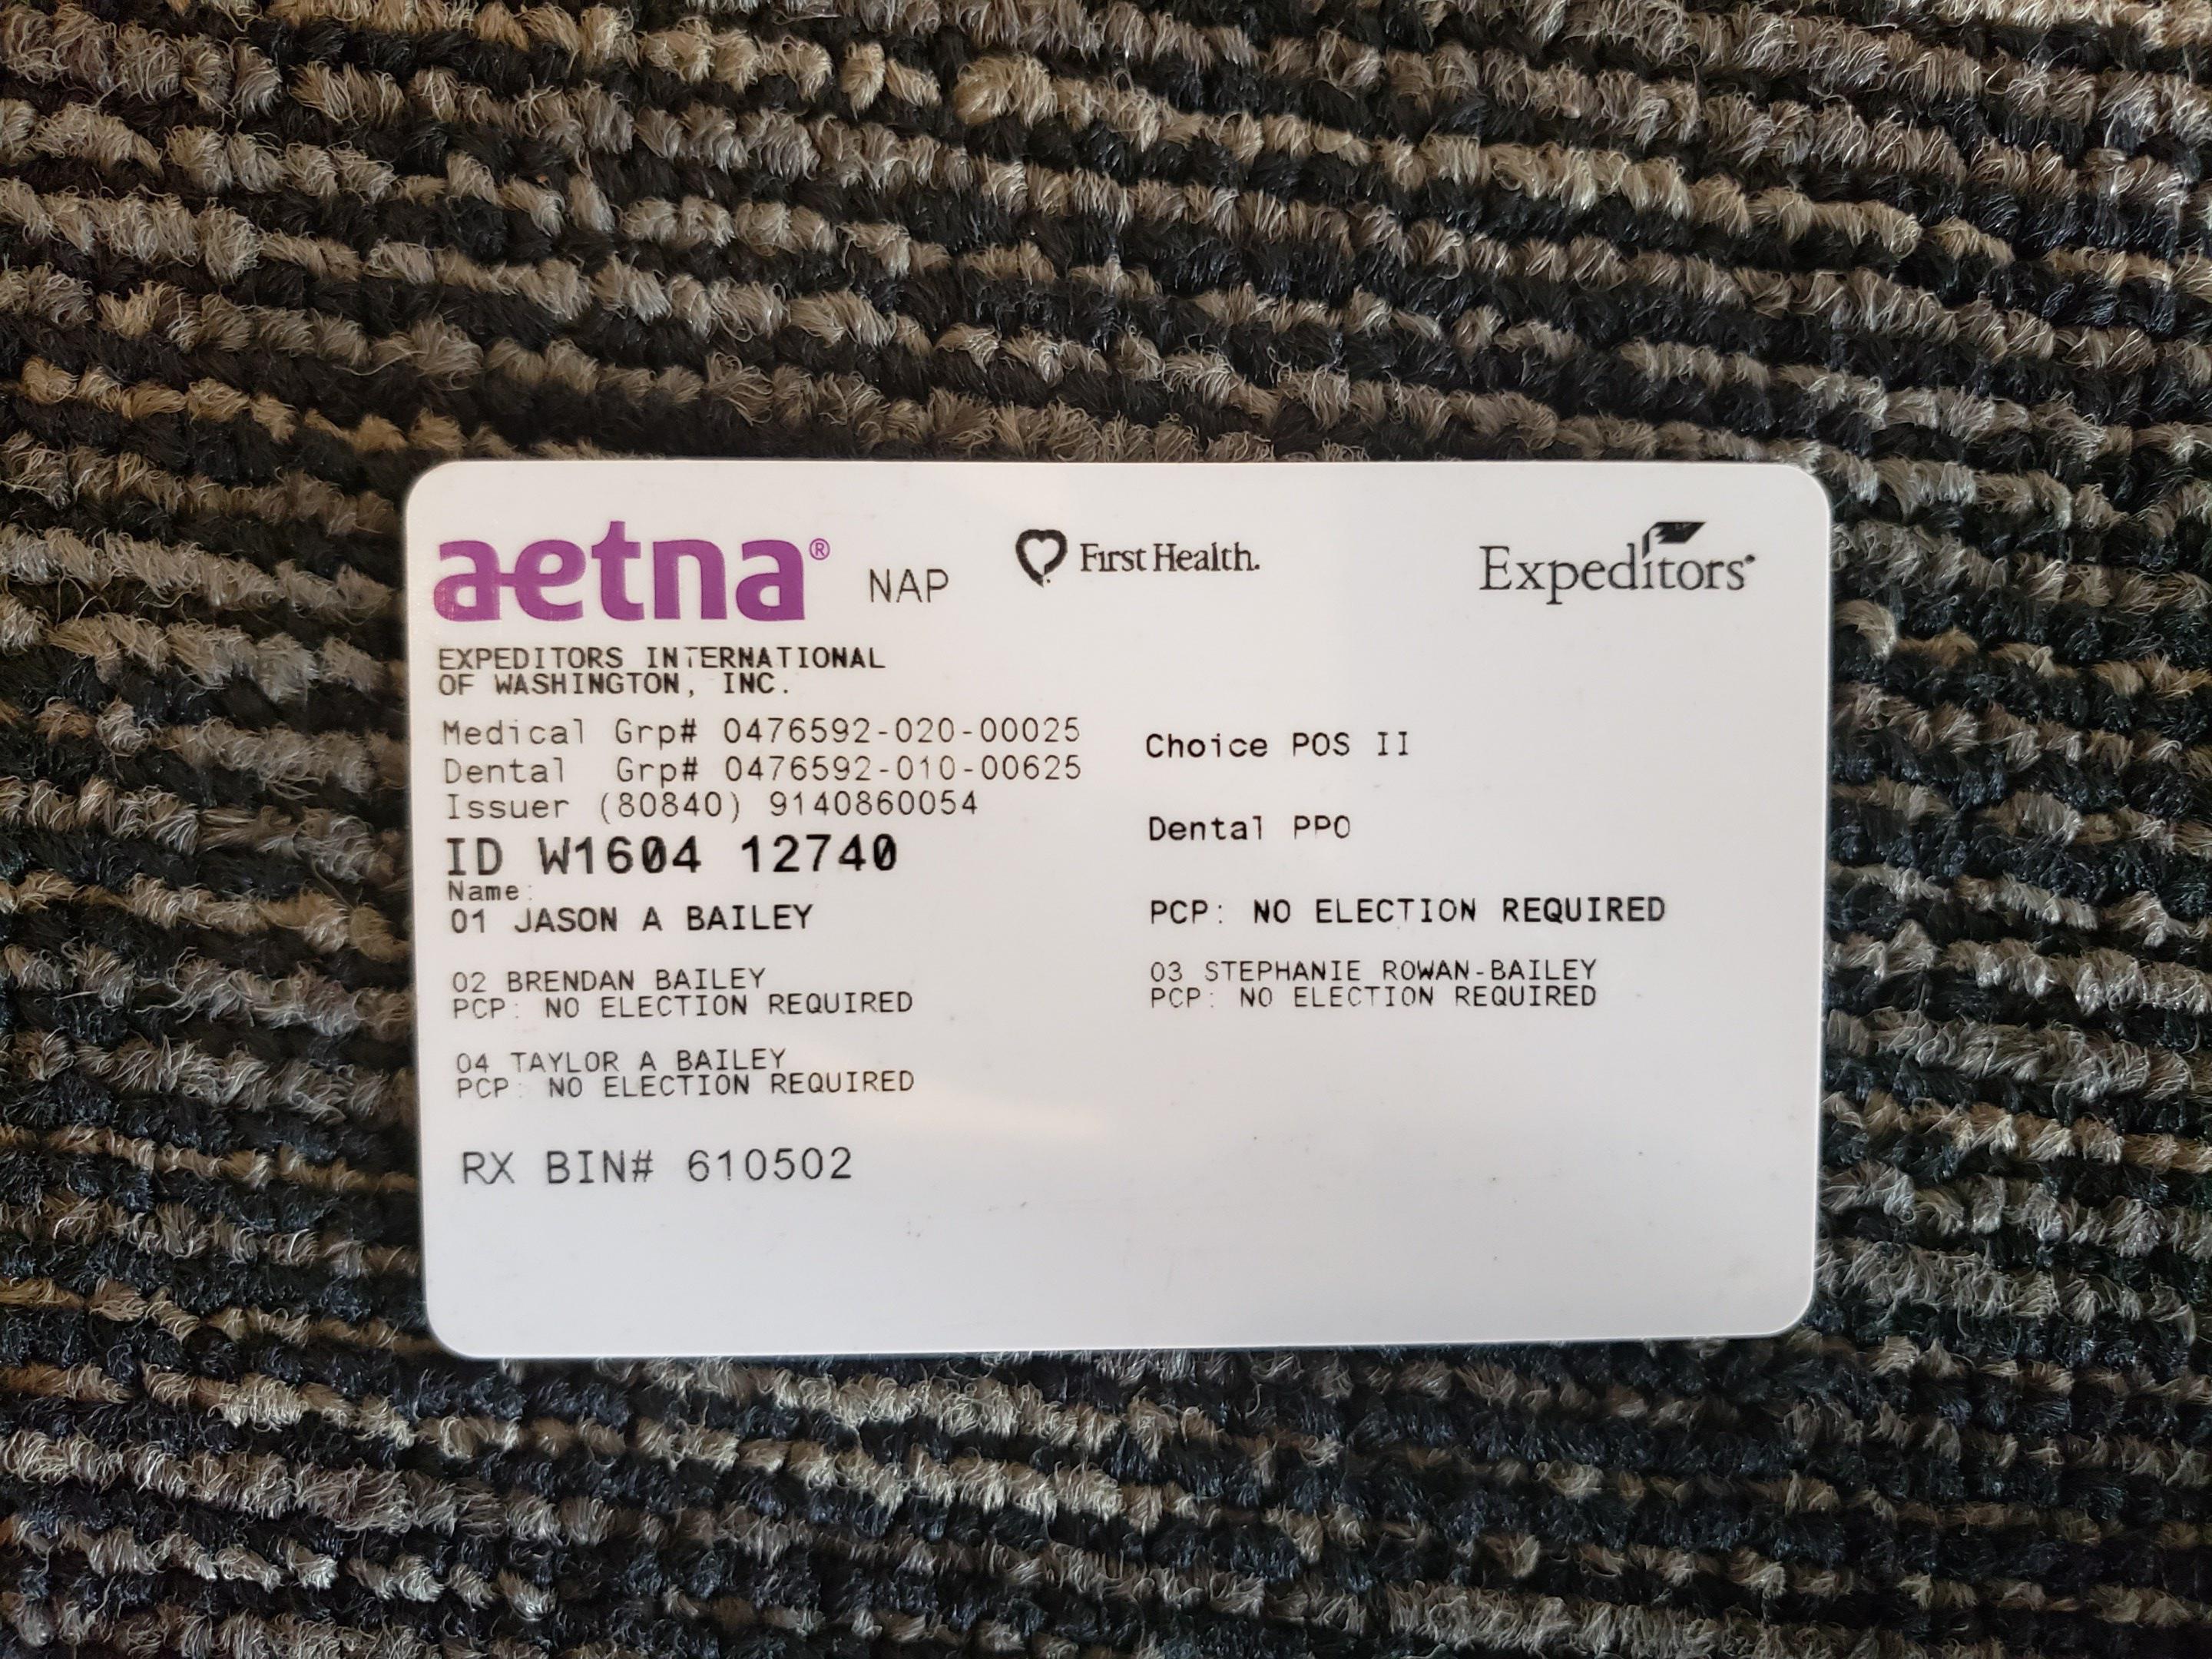 aetna® NAP First Health. Expeditors
EXPEDITORS INTERNATIONAL
OF WASHINGTON, INC.
Medical Grp# 0476592-020-00025
Dental Grp# 0476592-010-00625
Issuer (80840) 9140860054
ID W1604 12740
Name:
01 JASON A BAILEY
02 BRENDAN BAILEY
PCP: NO ELECTION REQUIRED
04 TAYLOR A BAILEY
PCP: NO ELECTION REQUIRED
RX BIN# 610502
Choice POS II
Dental PPO
PCP: NO ELECTION REQUIRED
03 STEPHANIE ROWAN-BAILEY
PCP: NO ELECTION REQUIRED